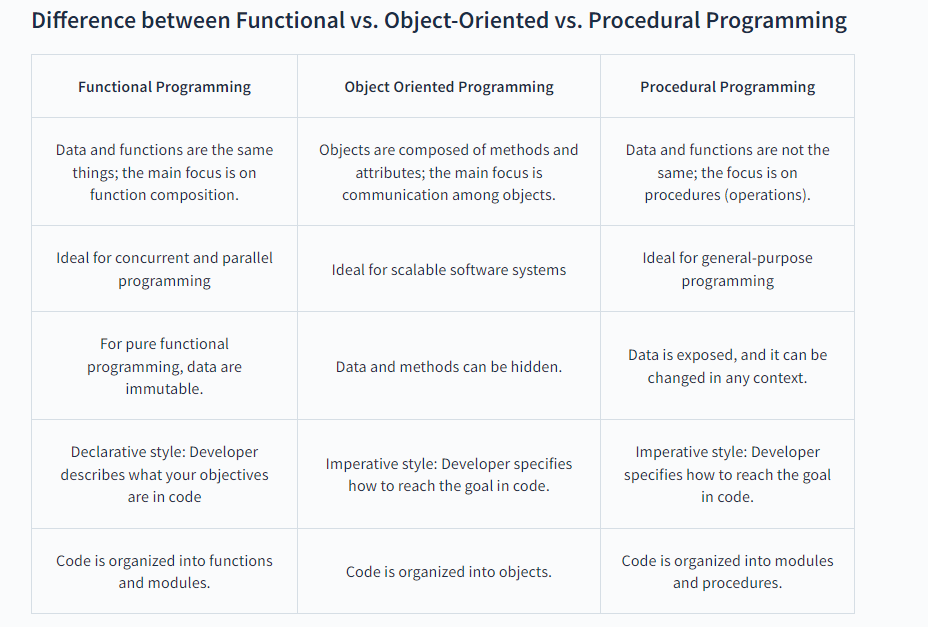 Difference between Functional vs. Object-Oriented vs. Procedural Programming
Functional Programming
Object Oriented Programming
Procedural Programming
Data and functions are the same
things; the main focus is on
function composition.
Objects are composed of methods and
attributes; the main focus is
communication among objects.
Data and functions are not the
same; the focus is on
procedures (operations).
Ideal for concurrent and parallel
programming
Ideal for scalable software systems
Ideal for general-purpose
programming
For pure functional
programming, data are
immutable.
Data and methods can be hidden.
Data is exposed, and it can be
changed in any context.
Declarative style: Developer
describes what your objectives
are in code
Imperative style: Developer specifies
how to reach the goal in code.
Imperative style: Developer
specifies how to reach the goal
in code.
Code is organized into functions
and modules.
Code is organized into objects.
Code is organized into modules
and procedures.